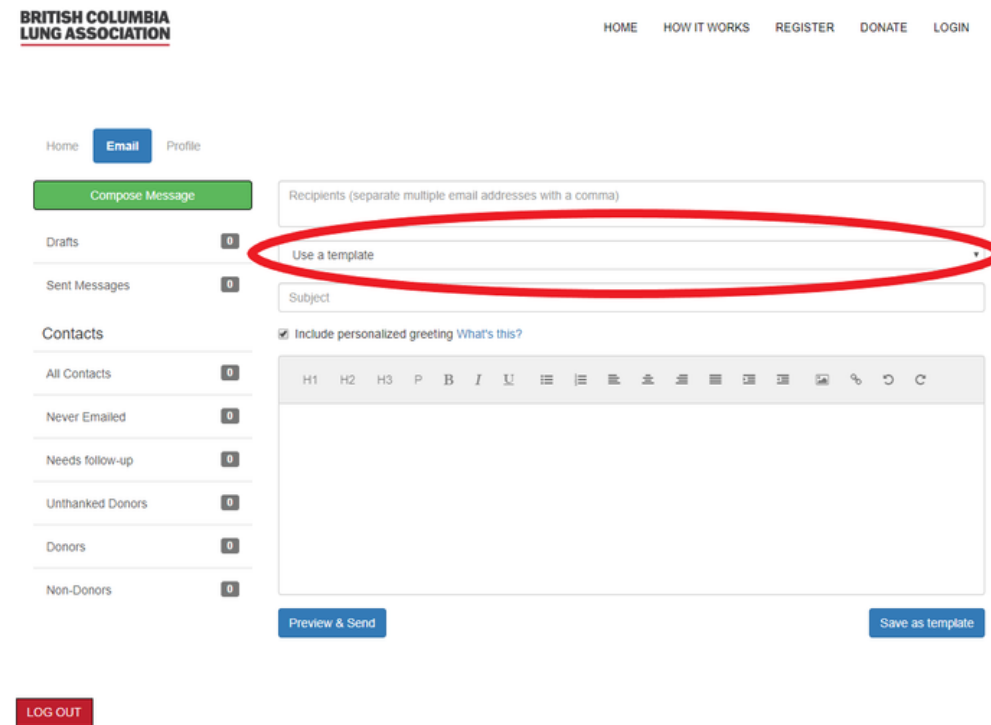 BRITISH COLUMBIA
LUNG ASSOCIATION
HOME HOW IT WORKS REGISTER DONATE LOGIN
Home Email Profile
Compose Message
Drafts 0
Sent Messages 0
Contacts
All Contacts 0
Never Emailed 0
Needs follow-up 0
Unthanked Donors 0
Donors 0
Non-Donors 0
Recipients (separate multiple email addresses with a comma)
Use a template
Subject
Include personalized greeting What's this?
H1 H2 H3 P B I U
Preview & Send Save as template
LOG OUT